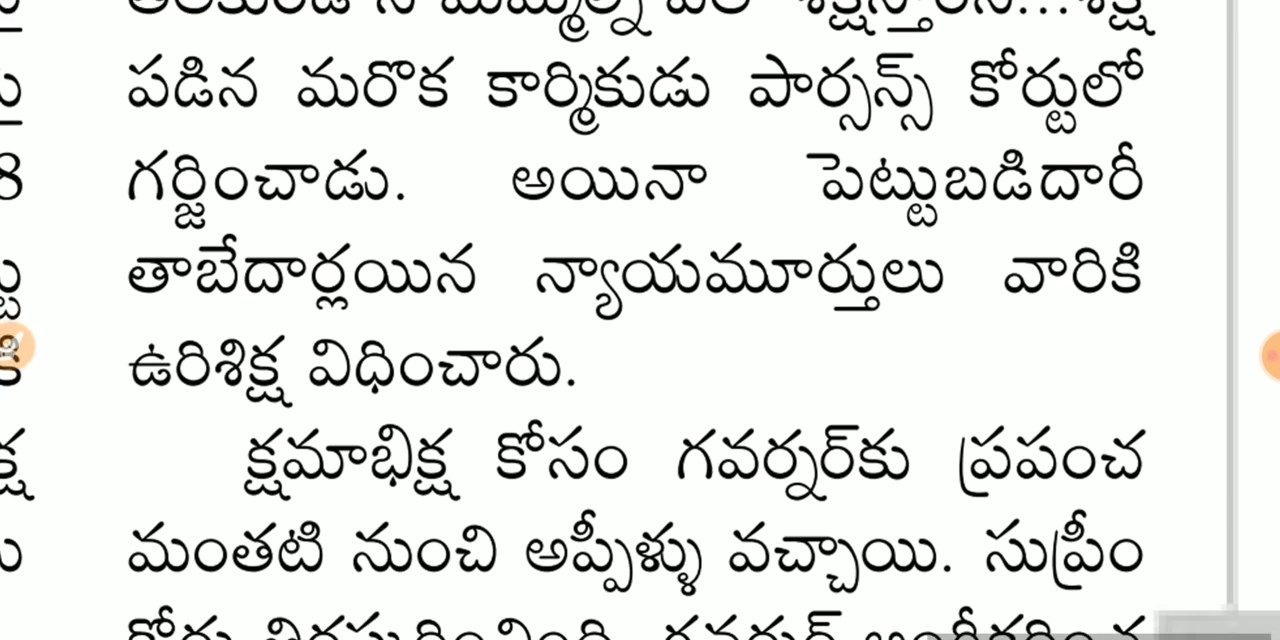 పడిన మరొక కార్మికుడు పార్సన్స్ కోర్టులో
గర్జించాడు. అయినా పెట్టుబడిదారీ
తాబేదార్లయిన న్యాయమూర్తులు వారికి
ఉరిశిక్ష విధించారు.
క్షమాభిక్ష కోసం గవర్నర్‌కు ప్రపంచ
మంతటి నుంచి అప్పీళ్ళు వచ్చాయి. సుప్రీం